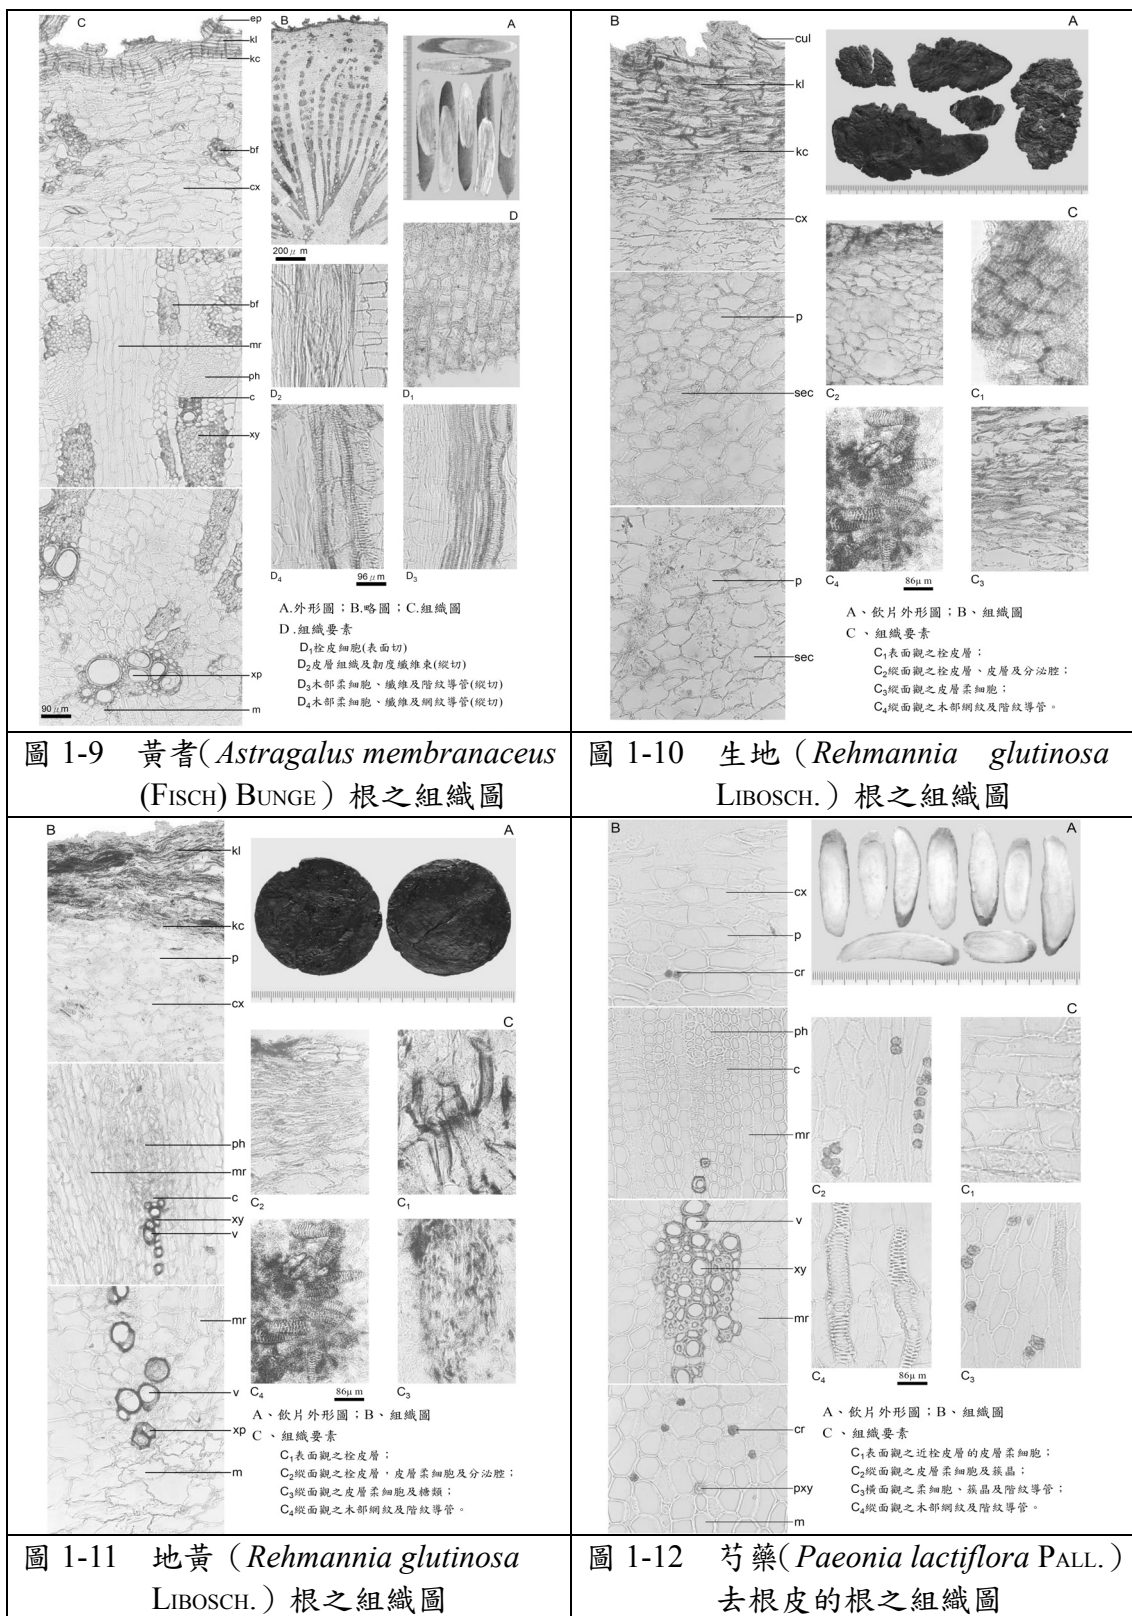 C
ep
B
A
kl
kc
bf
cx
200μm
D
bf
mr
ph
c
xy
D₂
D₁
D₄
96μm
D₃
A.外形圖；B.略圖；C.組織圖
D.組織要素
D₁栓皮細胞(表面切)
D₂皮層組織及韌度纖維束(縱切)
D₃木部柔細胞、纖維及階紋導管(縱切)
D₄木部柔細胞、纖維及網紋導管(縱切)
xp
m
90μm
圖 1-9 黃耆（Astragalus membranaceus
(FISCH) BUNGE）根之組織圖
B
A
cul
kl
kc
cx
C
p
sec
C₂
C₁
p
C₄
86μm
C₃
sec
A、飲片外形圖；B、組織圖
C、組織要素
C₁表面觀之栓皮層；
C₂縱面觀之栓皮層、皮層及分泌腔；
C₃縱面觀之皮層柔細胞；
C₄縱面觀之木部網紋及階紋導管。
圖 1-10 生地（Rehmannia glutinosa
LIBOSCH.）根之組織圖
B
A
kl
kc
p
cx
C
ph
mr
c
xy
v
C₂
C₁
mr
v
xp
m
C₄
86μm
C₃
A、飲片外形圖；B、組織圖
C、組織要素
C₁表面觀之栓皮層；
C₂縱面觀之栓皮層，皮層柔細胞及分泌腔；
C₃縱面觀之皮層柔細胞及糖類；
C₄縱面觀之木部網紋及階紋導管。
圖 1-11 地黃（Rehmannia glutinosa
LIBOSCH.）根之組織圖
B
A
cx
p
cr
C
ph
c
mr
C₂
C₁
v
xy
mr
C₄
86μm
C₃
cr
pxy
m
A、飲片外形圖；B、組織圖
C、組織要素
C₁表面觀之近栓皮層的皮層柔細胞；
C₂縱面觀之皮層柔細胞及簇晶；
C₃橫面觀之柔細胞、簇晶及階紋導管；
C₄縱面觀之木部網紋及階紋導管。
圖 1-12 芍藥（Paeonia lactiflora PALL.）
去根皮的根之組織圖